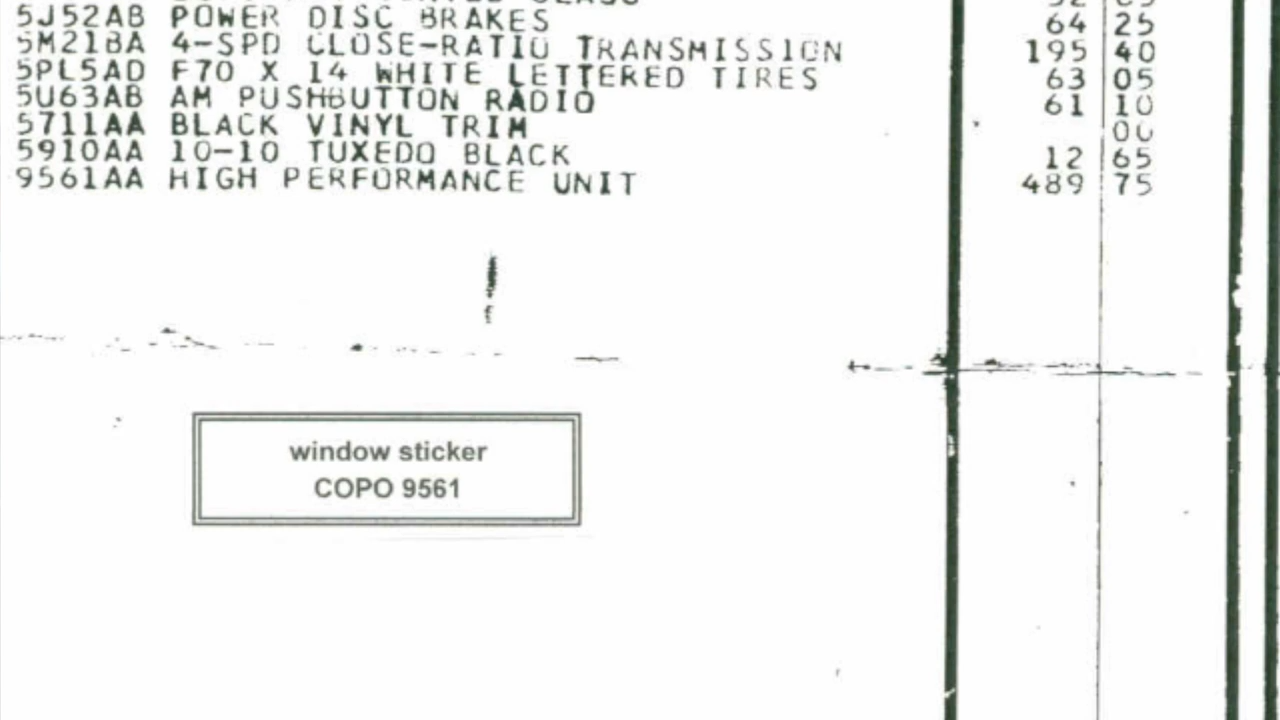 5J52AB POWER DISC BRAKES 64 25
5M21BA 4-SPD CLOSE-RATIO TRANSMISSION 195 40
5PL5AD F70 X 14 WHITE LETTERED TIRES 63 05
5U63AB AM PUSHBUTTON RADIO 61 10
5711AA BLACK VINYL TRIM 00
5910AA 10-10 TUXEDO BLACK 12 65
9561AA HIGH PERFORMANCE UNIT 489 75
window sticker
COPO 9561